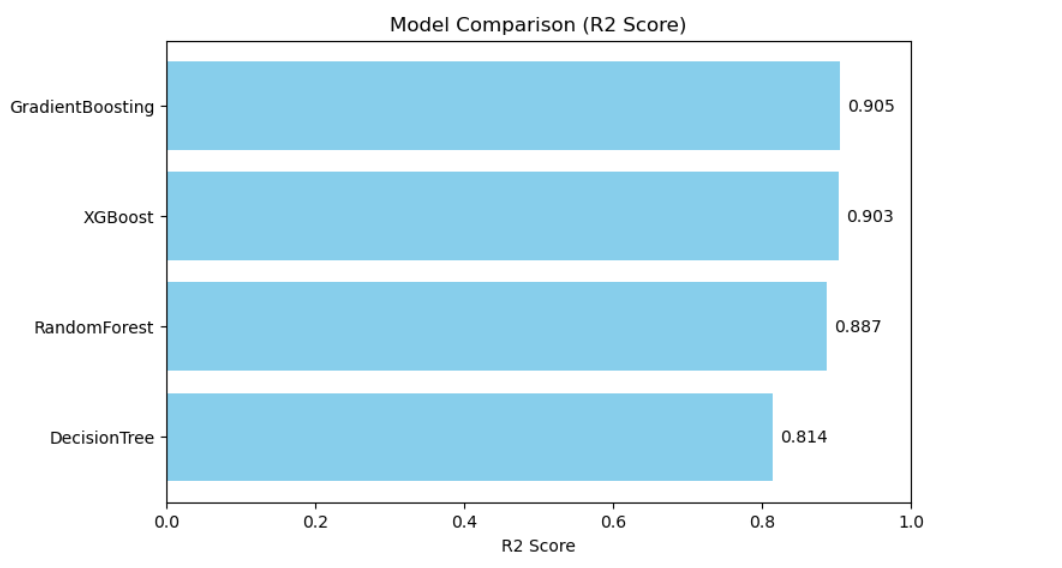 Model Comparison (R2 Score)
GradientBoosting
0.905
XGBoost
0.903
RandomForest
0.887
DecisionTree
0.814
0.0 0.2 0.4 0.6 0.8 1.0
R2 Score